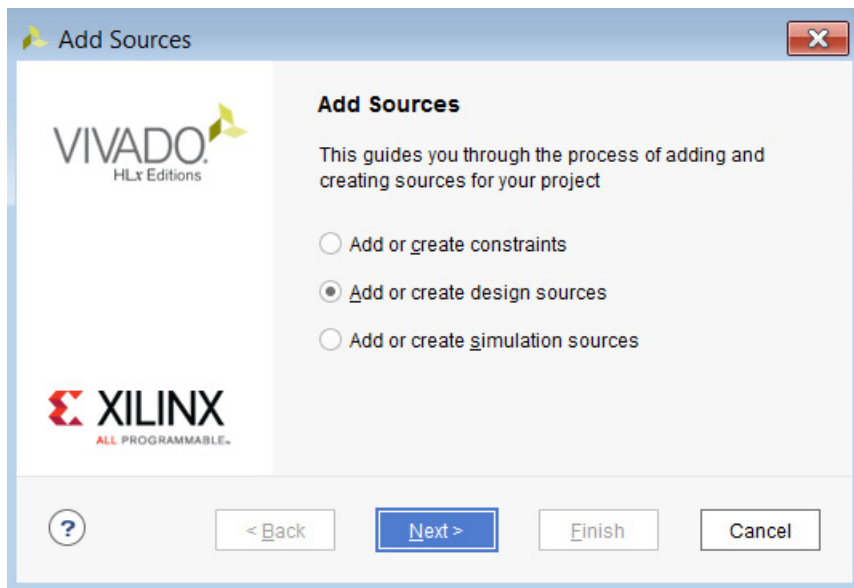 Add Sources
VIVADO.
HLx Editions
Add Sources
This guides you through the process of adding and
creating sources for your project
Add or create constraints
Add or create design sources
Add or create simulation sources
XILINX
ALL PROGRAMMABLE™
?
< Back
Next >
Finish
Cancel